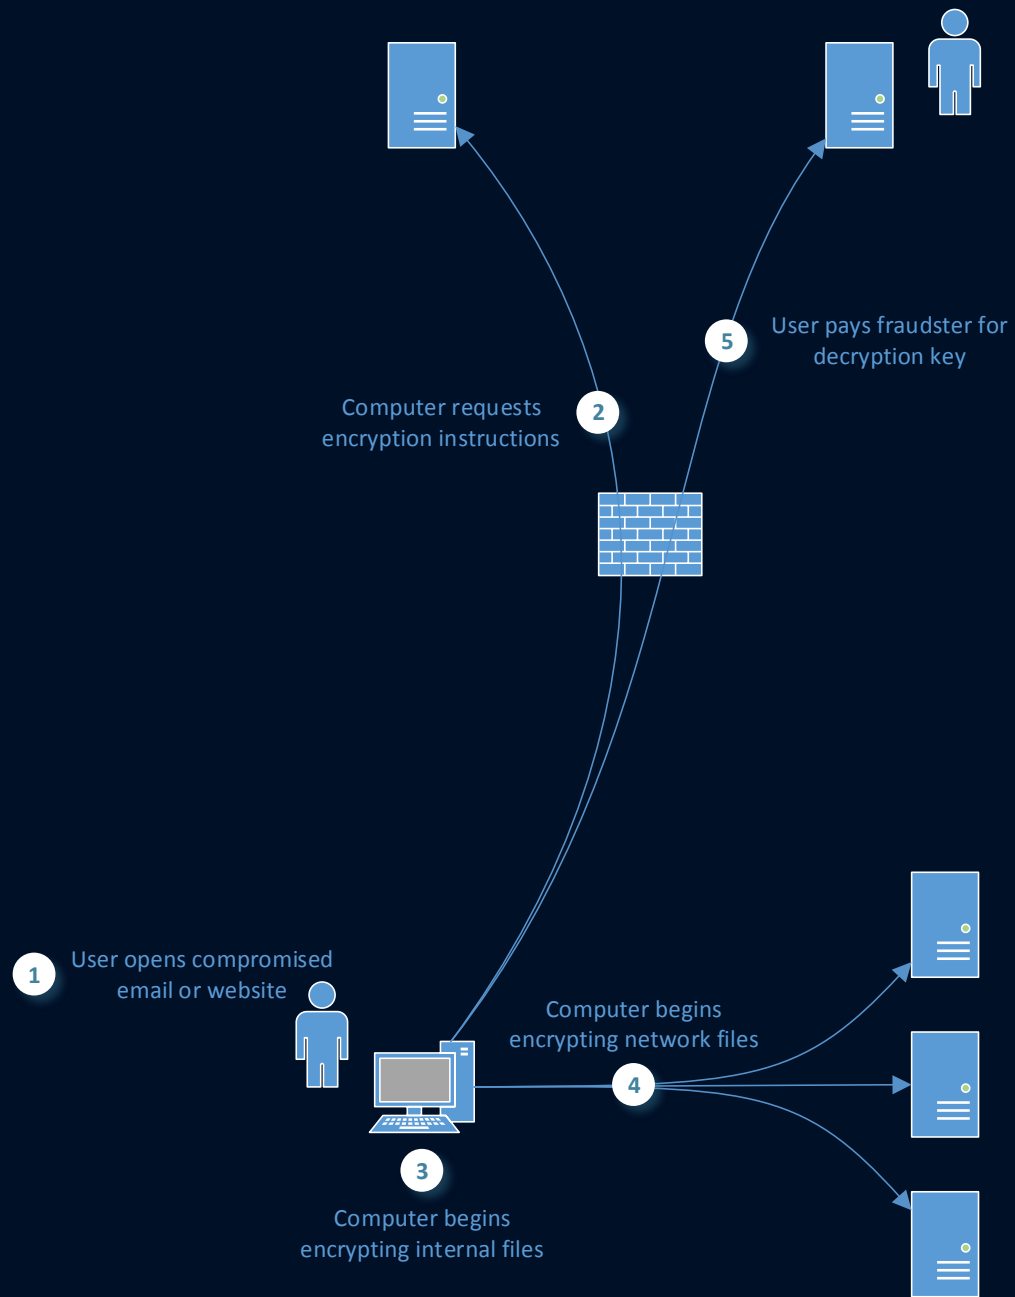 1
User opens compromised
email or website
2
Computer requests
encryption instructions
3
Computer begins
encrypting internal files
4
Computer begins
encrypting network files
5
User pays fraudster for
decryption key